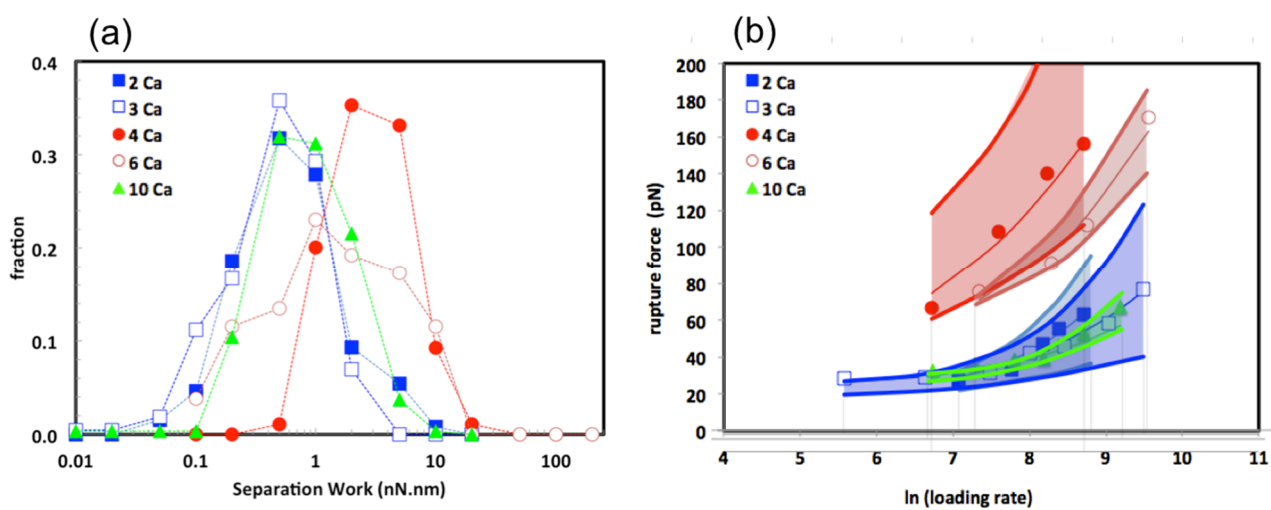 (a)
(b)
0.4
0.3
0.2
0.1
0.0
fraction
2 Ca
3 Ca
4 Ca
6 Ca
10 Ca
0.01 0.1 1 10 100
Separation Work (nN.nm)
200
180
160
140
120
100
80
60
40
20
0
rupture force (pN)
2 Ca
3 Ca
4 Ca
6 Ca
10 Ca
4 5 6 7 8 9 10 11
ln (loading rate)